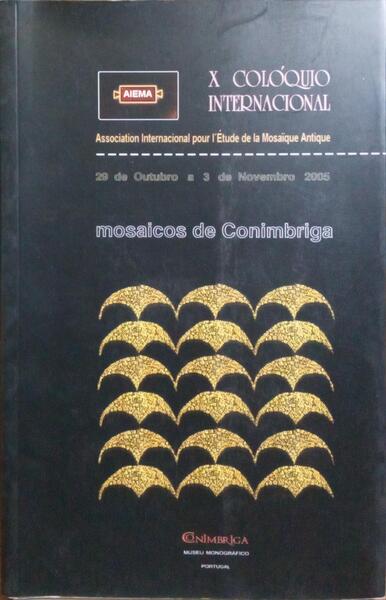 AIEMA
X COLÓQUIO
INTERNACIONAL
Association Internacional pour l'Étude de la Mosaïque Antique
29 de Outubro a 3 de Novembro 2005
mosaicos de Conimbriga
CONIMBRIGA
MUSEU MONOGRÁFICO
PORTUGAL